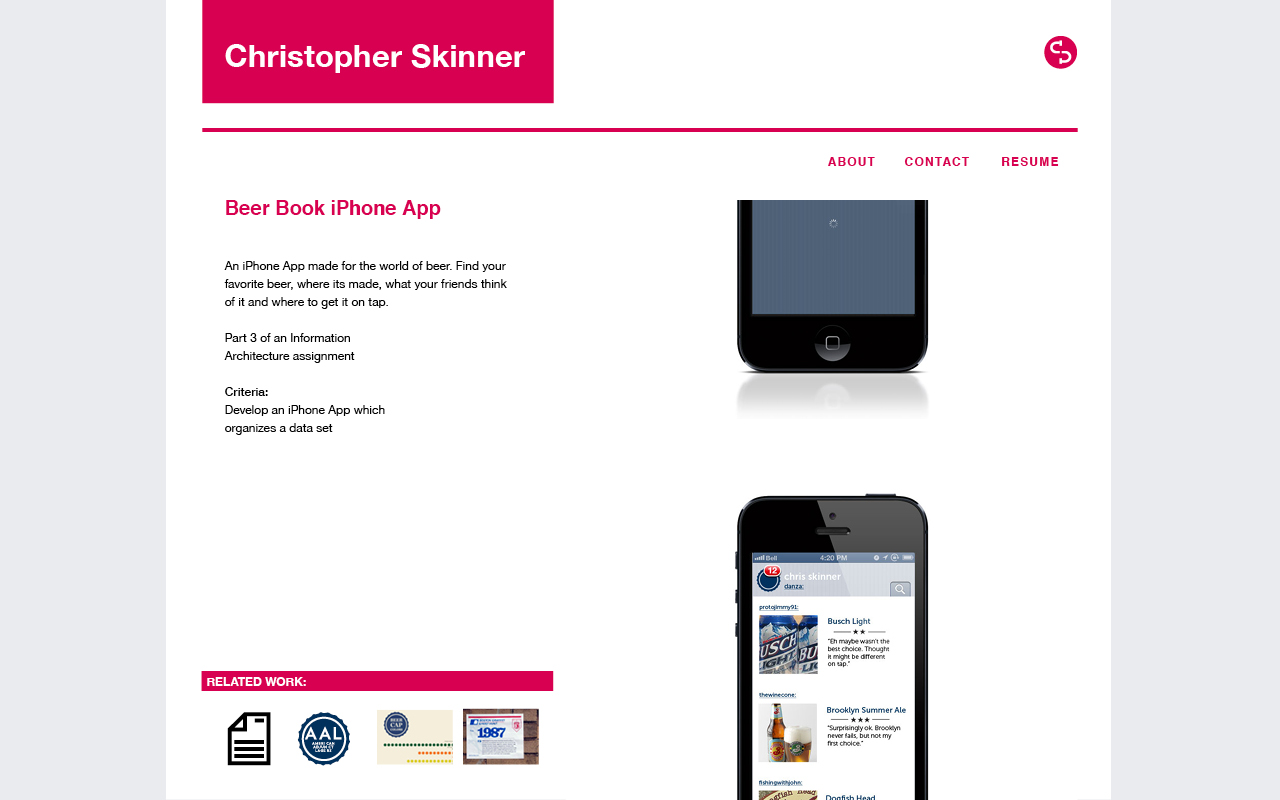 Christopher Skinner
ABOUT CONTACT RESUME
Beer Book iPhone App
An iPhone App made for the world of beer. Find your
favorite beer, where its made, what your friends think
of it and where to get it on tap.
Part 3 of an Information
Architecture assignment
Criteria:
Develop an iPhone App which
organizes a data set
RELATED WORK:
AAL
BEER
CAP
1987
Bell 4:20 PM
12
chris skinner
danza:
protojimmy91:
BUSCH
LIGHT
BU
Busch Light
"Eh maybe wasn't the
best choice. Thought
it might be different
on tap."
thewinecone:
Brooklyn Summer Ale
"Surprisingly ok. Brooklyn
never fails, but not my
first choice."
fishingwithjohn:
Dogfish Head